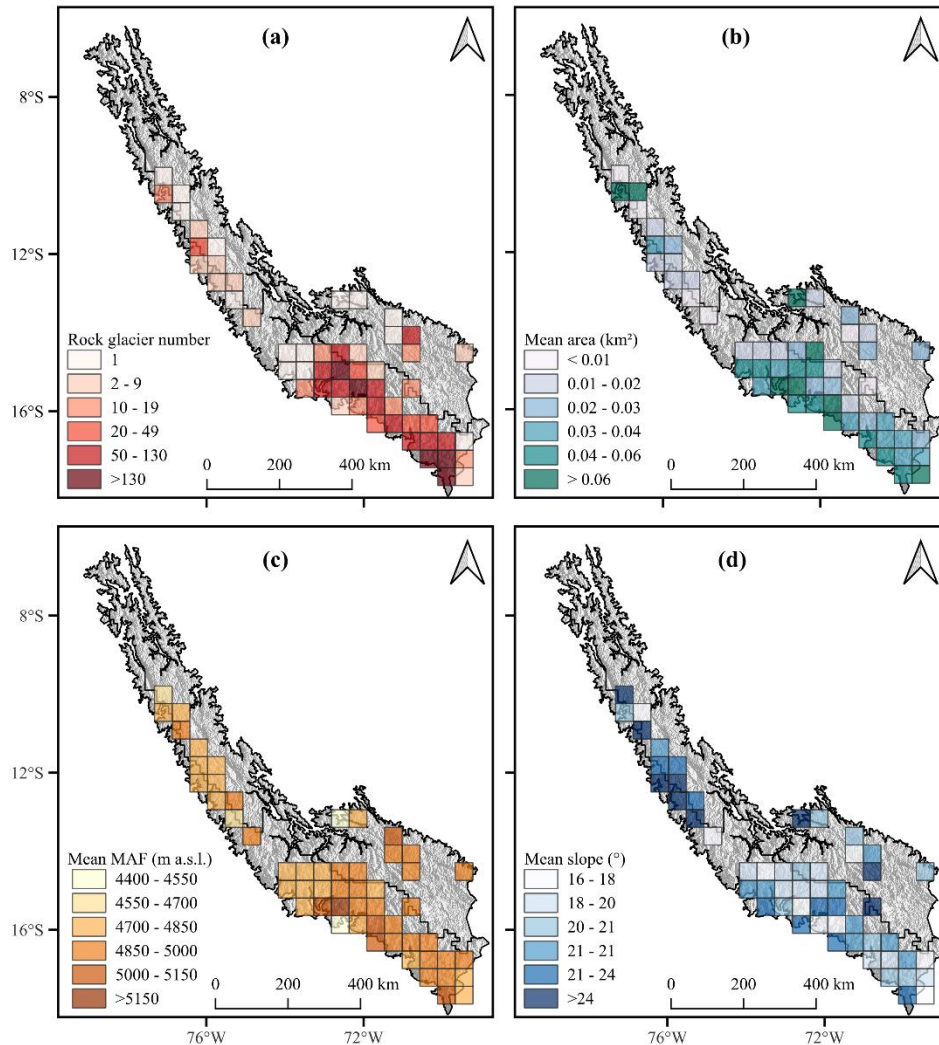 (a)
8°S
12°S
16°S
Rock glacier number
1
2 - 9
10 - 19
20 - 49
50 - 130
>130
0 200 400 km
(b)
Mean area (km²)
< 0.01
0.01 - 0.02
0.02 - 0.03
0.03 - 0.04
0.04 - 0.06
> 0.06
0 200 400 km
(c)
8°S
12°S
16°S
Mean MAF (m a.s.l.)
4400 - 4550
4550 - 4700
4700 - 4850
4850 - 5000
5000 - 5150
>5150
0 200 400 km
76°W 72°W
(d)
Mean slope (°)
16 - 18
18 - 20
20 - 21
21 - 21
21 - 24
>24
0 200 400 km
76°W 72°W